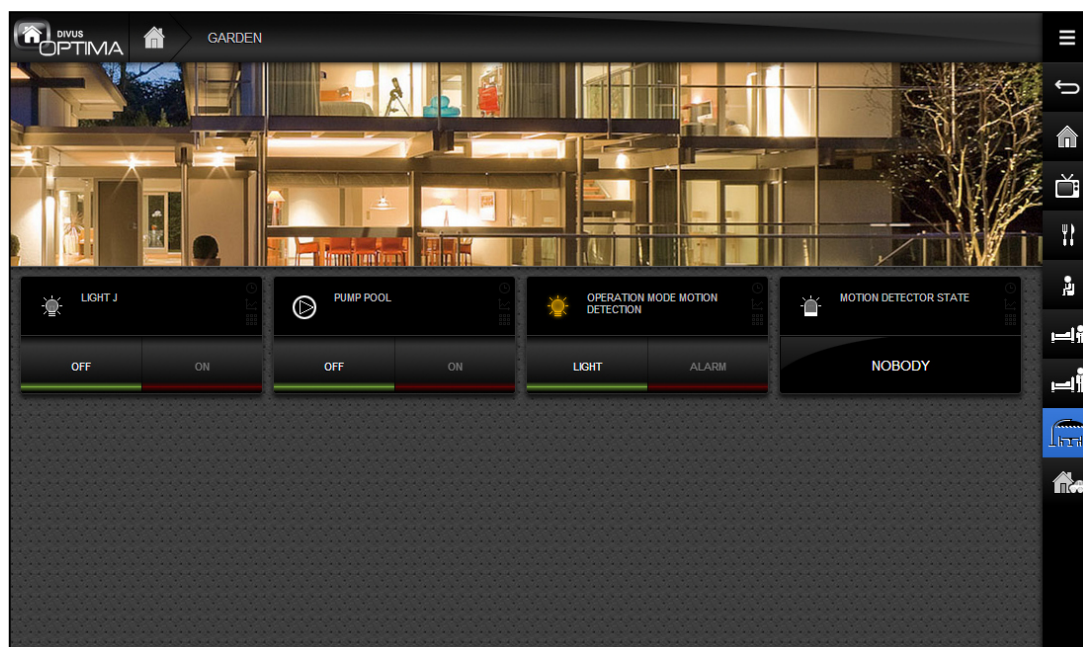 DIVUS
OPTIMA
GARDEN
LIGHT J
PUMP POOL
OPERATION MODE MOTION
DETECTION
MOTION DETECTOR STATE
OFF ON
OFF ON
LIGHT ALARM
NOBODY